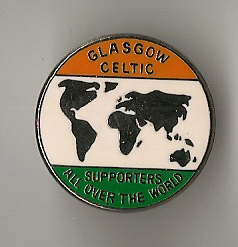 GLASGOW
CELTIC
SUPPORTERS
ALL OVER THE WORLD